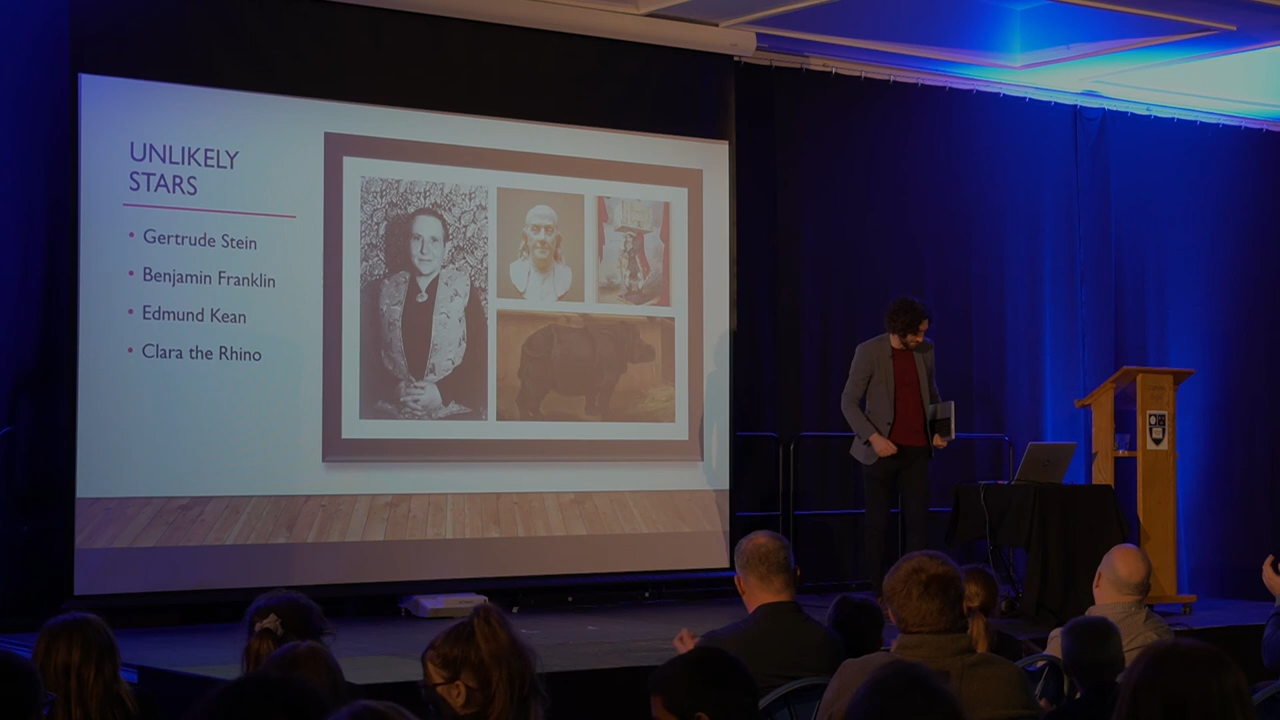 UNLIKELY
STARS
• Gertrude Stein
• Benjamin Franklin
• Edmund Kean
• Clara the Rhino